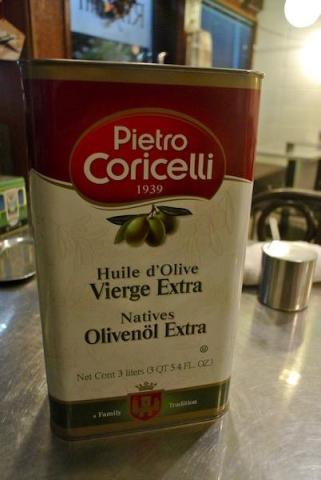 Pietro
Coricelli
1939
Huile d'Olive
Vierge Extra
Natives
Olivenöl Extra
Net Cont 3 liters (3 QT 5.4 FL. OZ.)
a Family Tradition